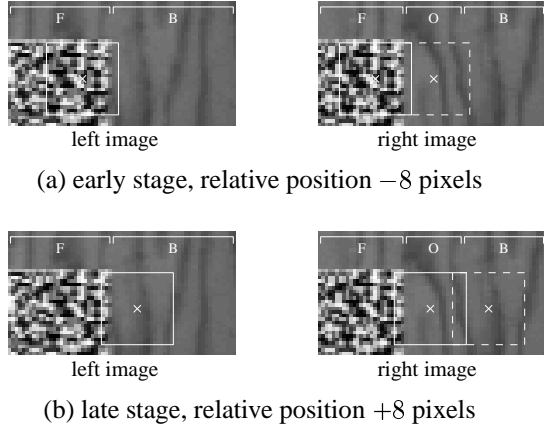 F B F O B
left image right image
(a) early stage, relative position −8 pixels
F B F O B
left image right image
(b) late stage, relative position +8 pixels